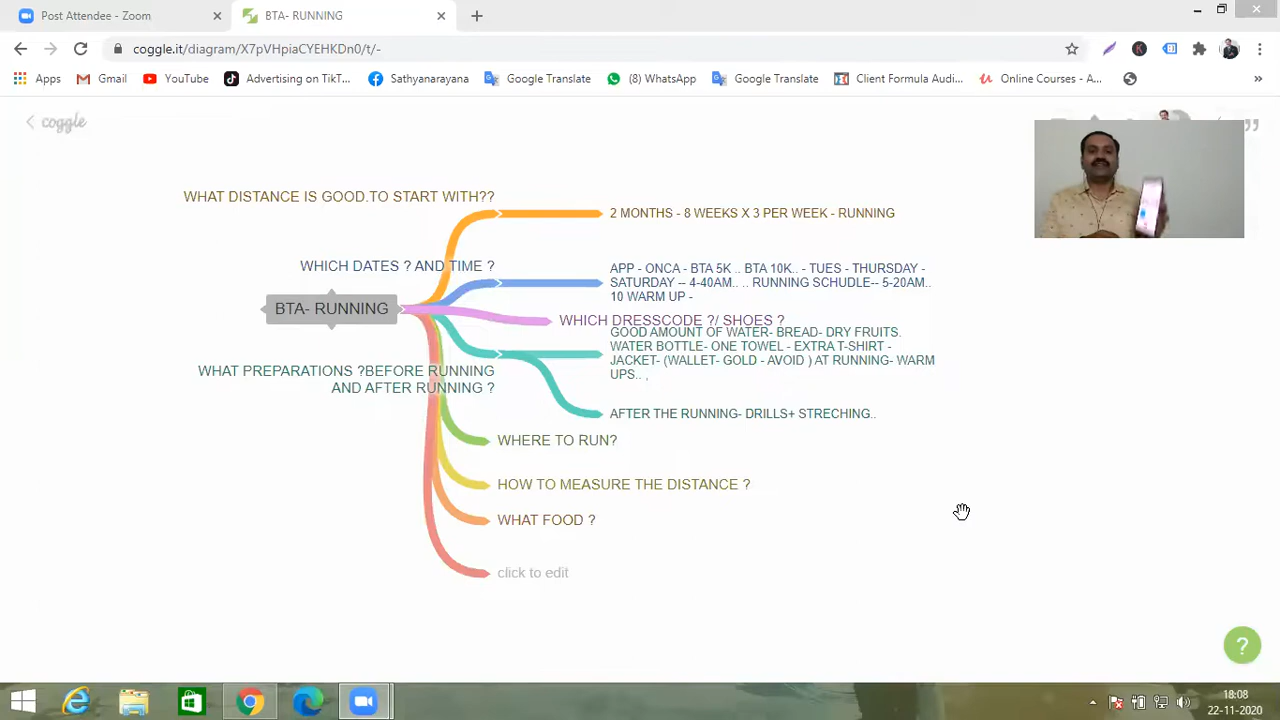 Post Attendee - Zoom
BTA- RUNNING
coggle.it/diagram/X7pVHpiaCYEHKDn0/t/-
Apps
Gmail
YouTube
Advertising on TikT...
Sathyanarayana
Google Translate
(8) WhatsApp
Google Translate
Client Formula Audi...
Online Courses - A...
coggle
WHAT DISTANCE IS GOOD.TO START WITH??
2 MONTHS - 8 WEEKS X 3 PER WEEK - RUNNING
WHICH DATES ? AND TIME ?
APP - ONCA - BTA 5K .. BTA 10K.. - TUES - THURSDAY -
SATURDAY -- 4-40AM.. .. RUNNING SCHUDLE-- 5-20AM..
10 WARM UP -
BTA- RUNNING
WHICH DRESSCODE ?/ SHOES ?
GOOD AMOUNT OF WATER- BREAD- DRY FRUITS.
WATER BOTTLE- ONE TOWEL - EXTRA T-SHIRT -
JACKET- (WALLET- GOLD - AVOID ) AT RUNNING- WARM
UPS.. ,
WHAT PREPARATIONS ?BEFORE RUNNING
AND AFTER RUNNING ?
AFTER THE RUNNING- DRILLS+ STRECHING..
WHERE TO RUN?
HOW TO MEASURE THE DISTANCE ?
WHAT FOOD ?
click to edit
?
18:08
22-11-2020